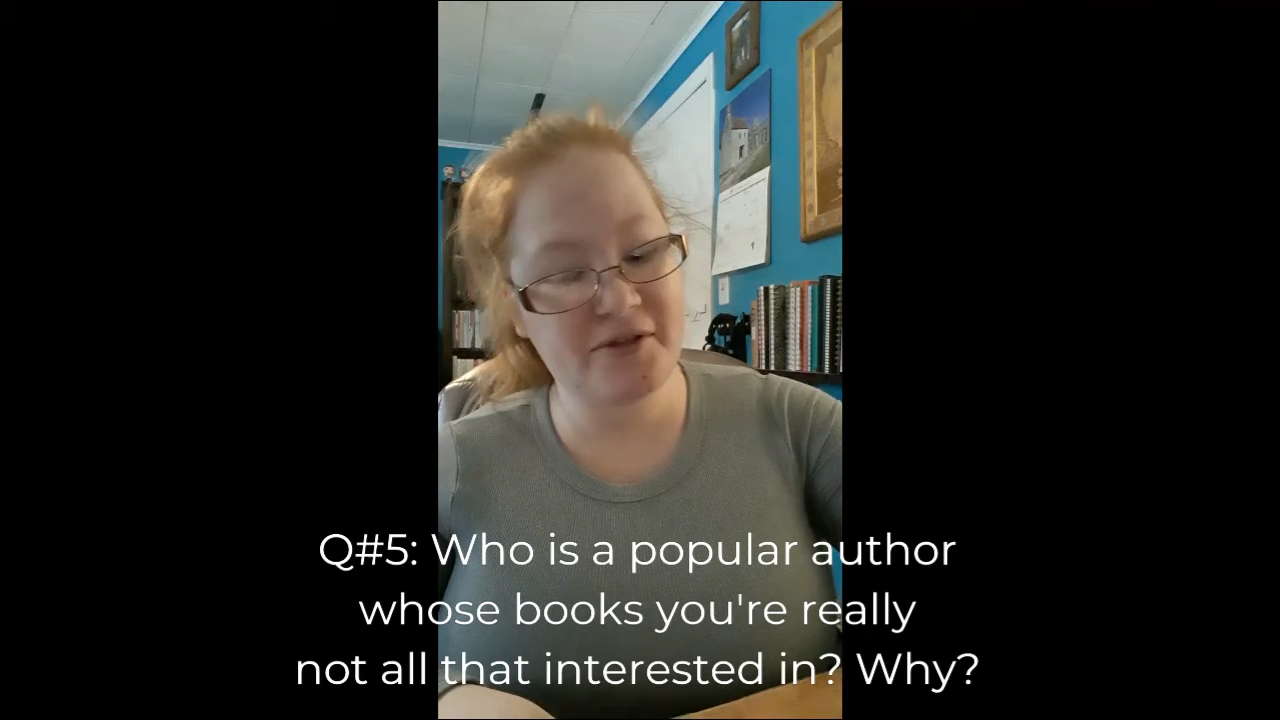 Q#5: Who is a popular author
whose books you're really
not all that interested in? Why?